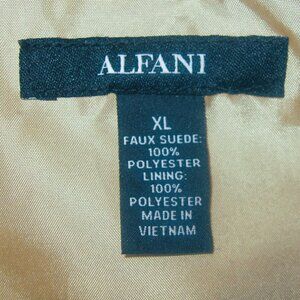 ALFANI
XL
FAUX SUEDE:
100%
POLYESTER
LINING:
100%
POLYESTER
MADE IN
VIETNAM